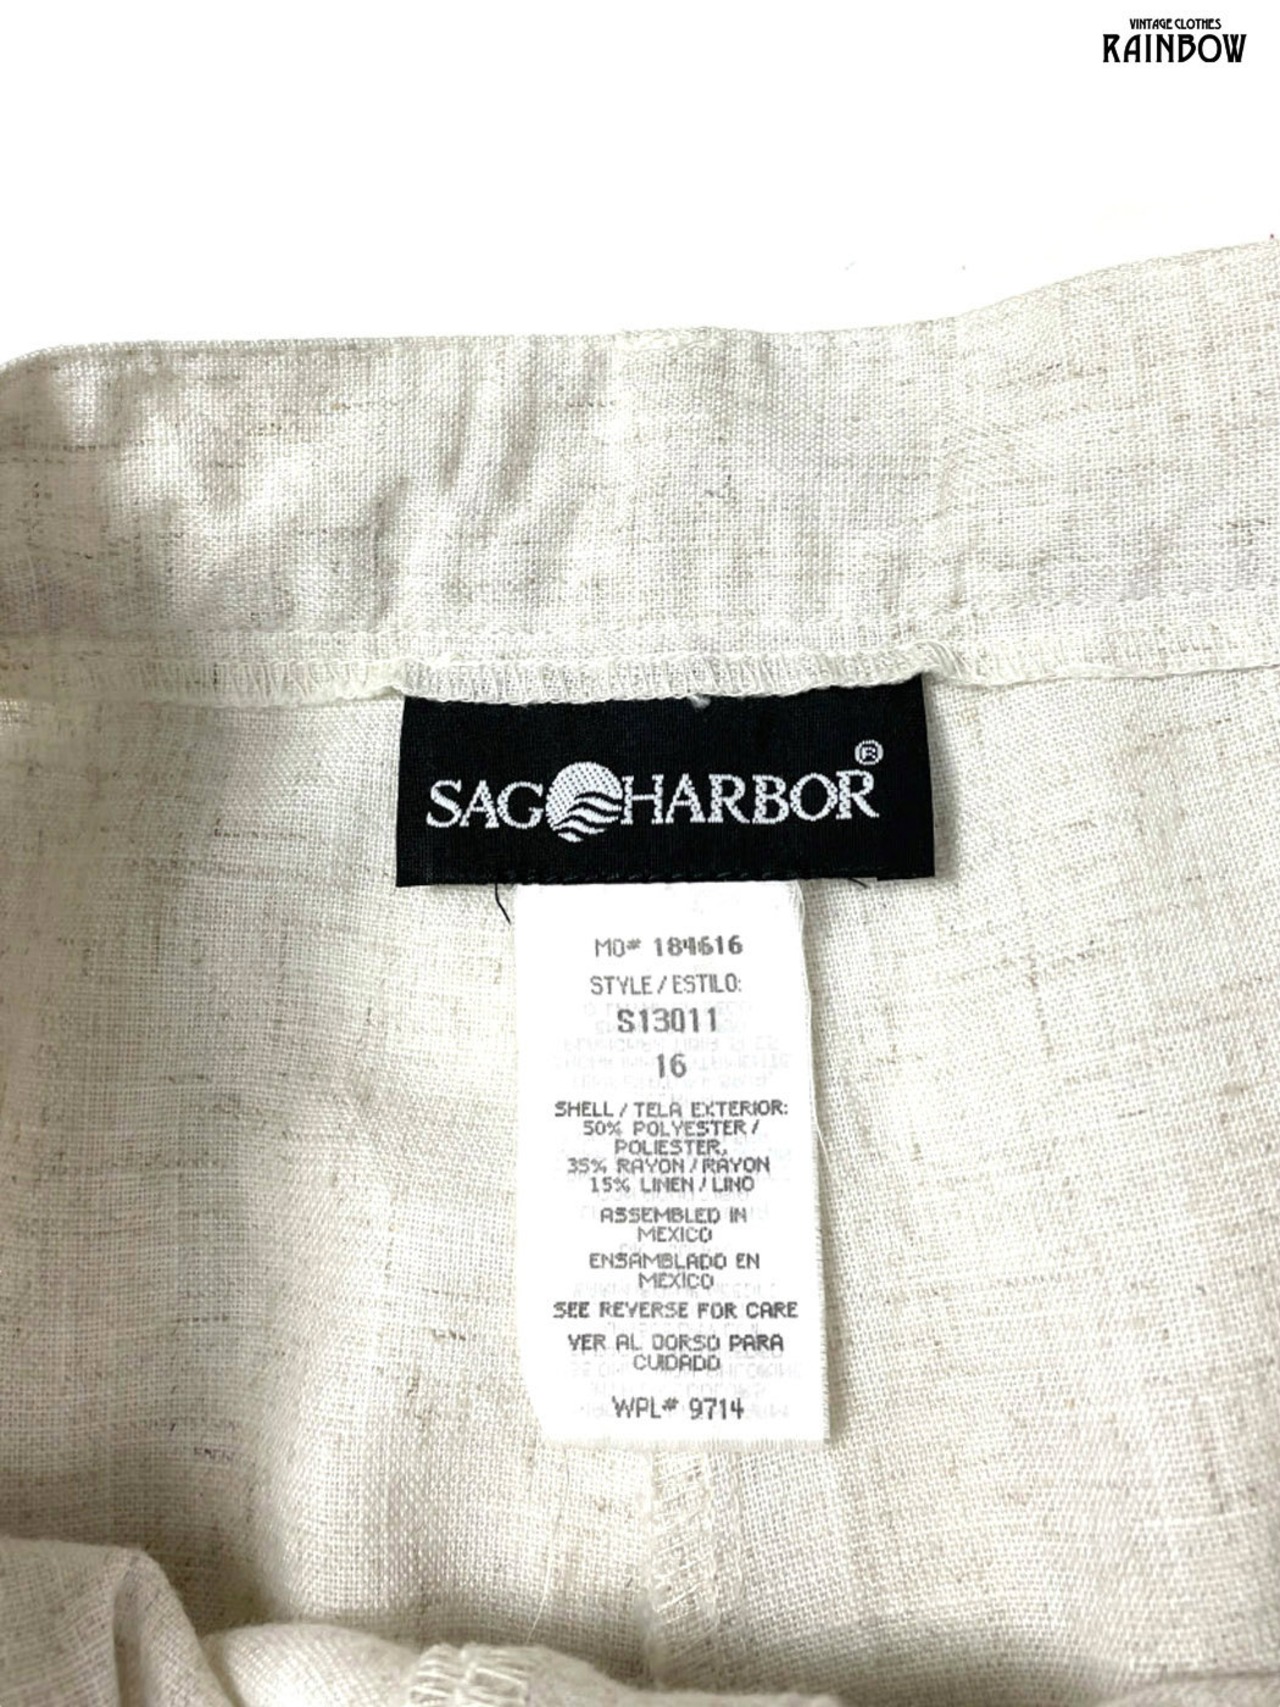 VINTAGE CLOTHES
RAINBOW
SAG HARBOR®
MO# 184616
STYLE / ESTILO:
S13011
16
SHELL / TELA EXTERIOR:
50% POLYESTER /
POLIESTER,
35% RAYON / RAYON
15% LINEN / LINO
ASSEMBLED IN
MEXICO
ENSAMBLADO EN
MEXICO
SEE REVERSE FOR CARE
VER AL DORSO PARA
CUIDADO
WPL# 9714